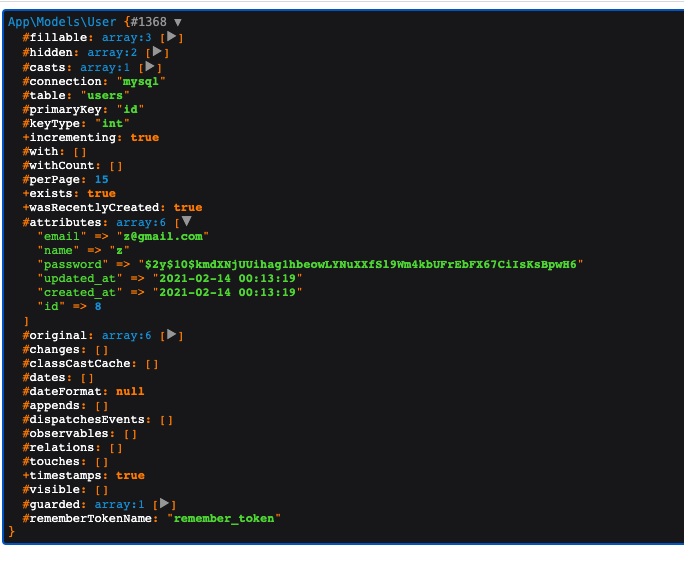 App\Models\User {#1368 ▼
#fillable: array:3 [▶]
#hidden: array:2 [▶]
#casts: array:1 [▶]
#connection: "mysql"
#table: "users"
#primaryKey: "id"
#keyType: "int"
+incrementing: true
#with: []
#withCount: []
#perPage: 15
+exists: true
+wasRecentlyCreated: true
#attributes: array:6 [▼
"email" => "z@gmail.com"
"name" => "z"
"password" => "$2y$10$kmdXNjUUihag1hbeowLYNuXXfSl9Wm4kbUFrEbFX67CiIsKsBpwH6"
"updated_at" => "2021-02-14 00:13:19"
"created_at" => "2021-02-14 00:13:19"
"id" => 8
]
#original: array:6 [▶]
#changes: []
#classCastCache: []
#dates: []
#dateFormat: null
#appends: []
#dispatchesEvents: []
#observables: []
#relations: []
#touches: []
+timestamps: true
#visible: []
#guarded: array:1 [▶]
#rememberTokenName: "remember_token"
}